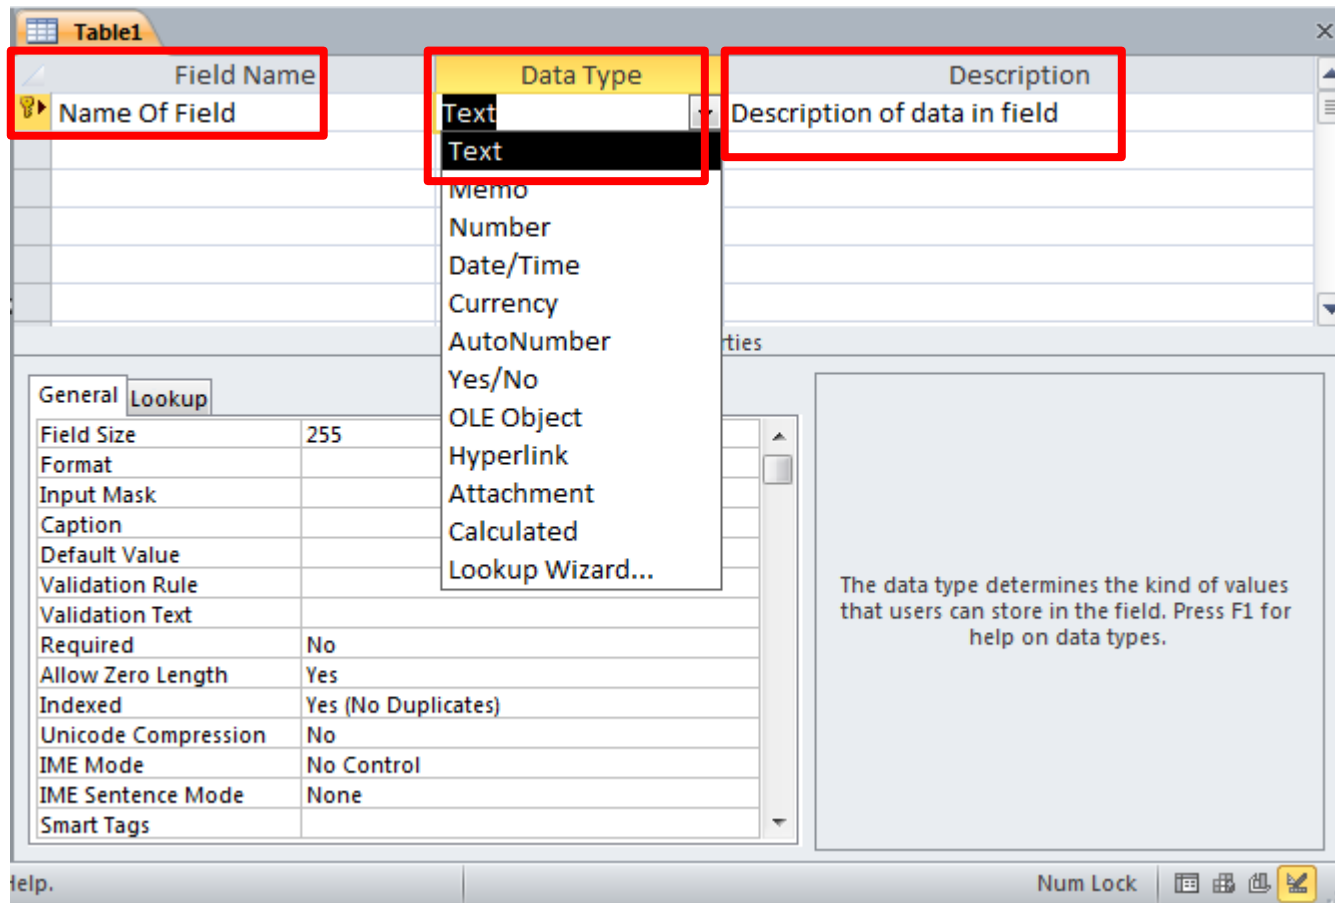 Table1
Field Name Data Type Description
Name Of Field Text Description of data in field
Text
Memo
Number
Date/Time
Currency
AutoNumber
Yes/No
OLE Object
Hyperlink
Attachment
Calculated
Lookup Wizard...
General Lookup
Field Size 255
Format
Input Mask
Caption
Default Value
Validation Rule
Validation Text
Required No
Allow Zero Length Yes
Indexed Yes (No Duplicates)
Unicode Compression No
IME Mode No Control
IME Sentence Mode None
Smart Tags
The data type determines the kind of values
that users can store in the field. Press F1 for
help on data types.
Num Lock